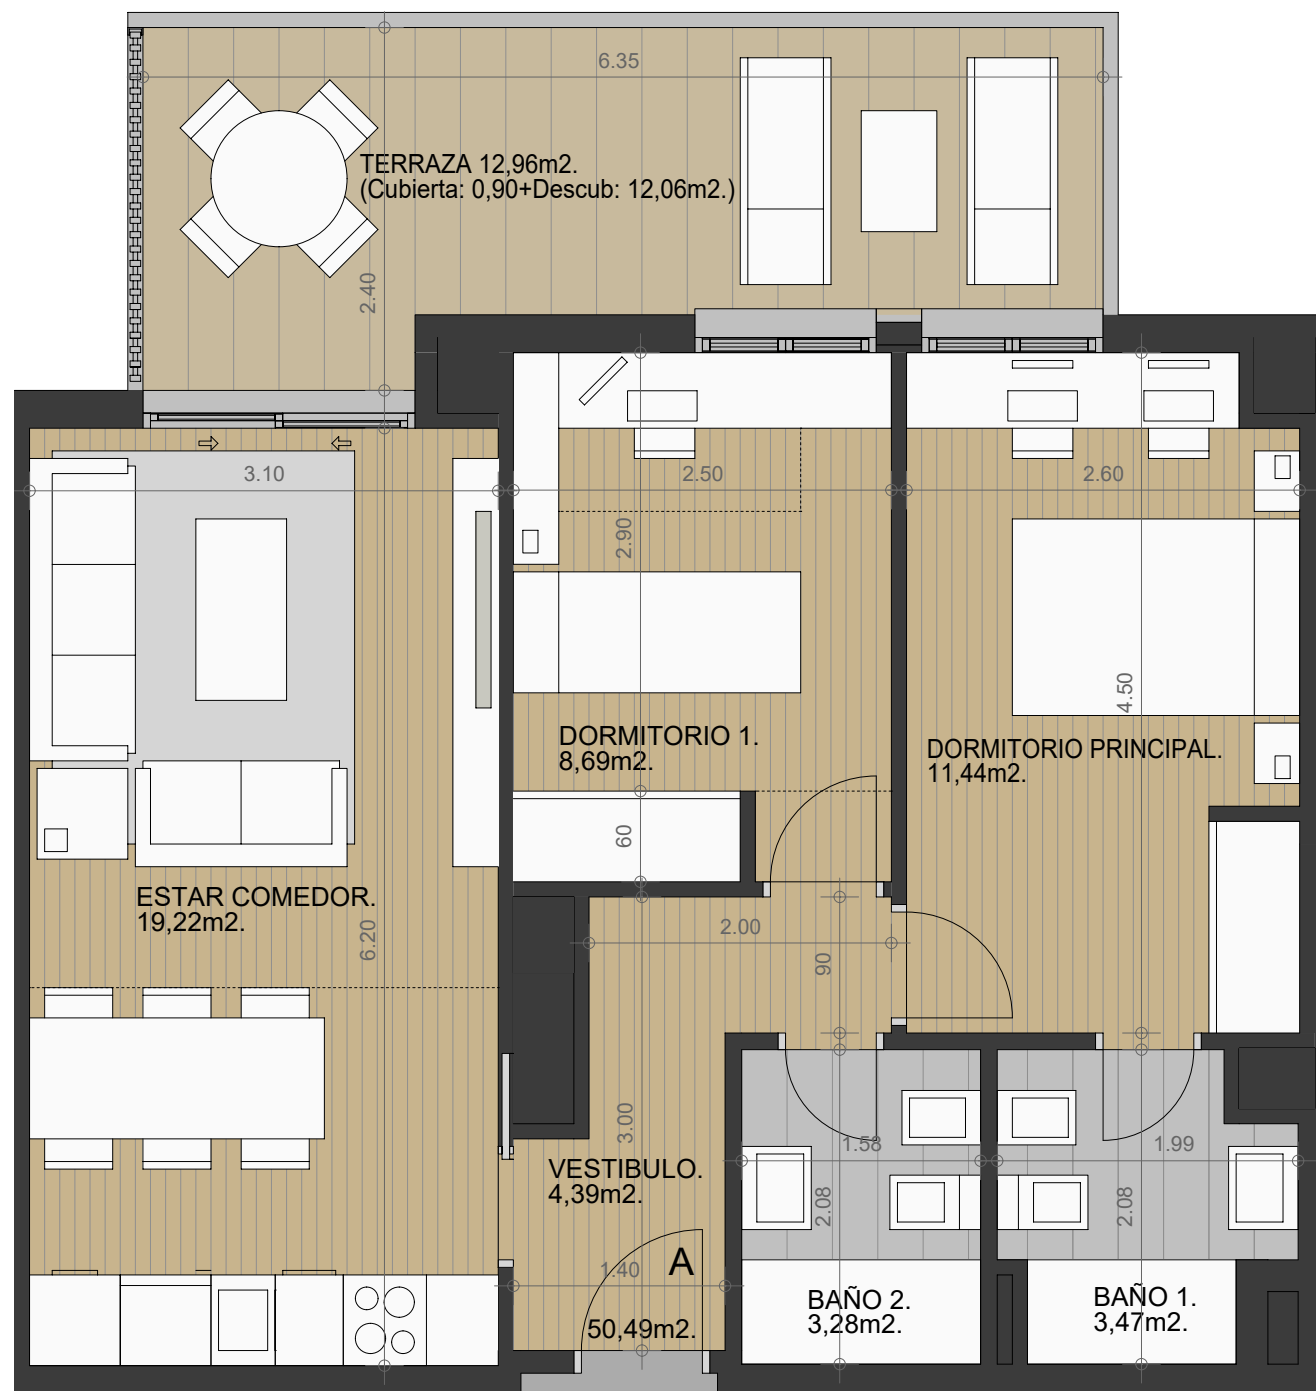 6.35
TERRAZA 12,96m2.
(Cubierta: 0,90+Descub: 12,06m2.)
2.40
3.10
2.50
2.60
2.90
4.50
DORMITORIO 1.
8,69m2.
DORMITORIO PRINCIPAL.
11,44m2.
60
ESTAR COMEDOR.
19,22m2.
6.20
2.00
90
3.00
1.58
1.99
VESTIBULO.
4,39m2.
2.08
2.08
A
1.40
50,49m2.
BAÑO 2.
3,28m2.
BAÑO 1.
3,47m2.